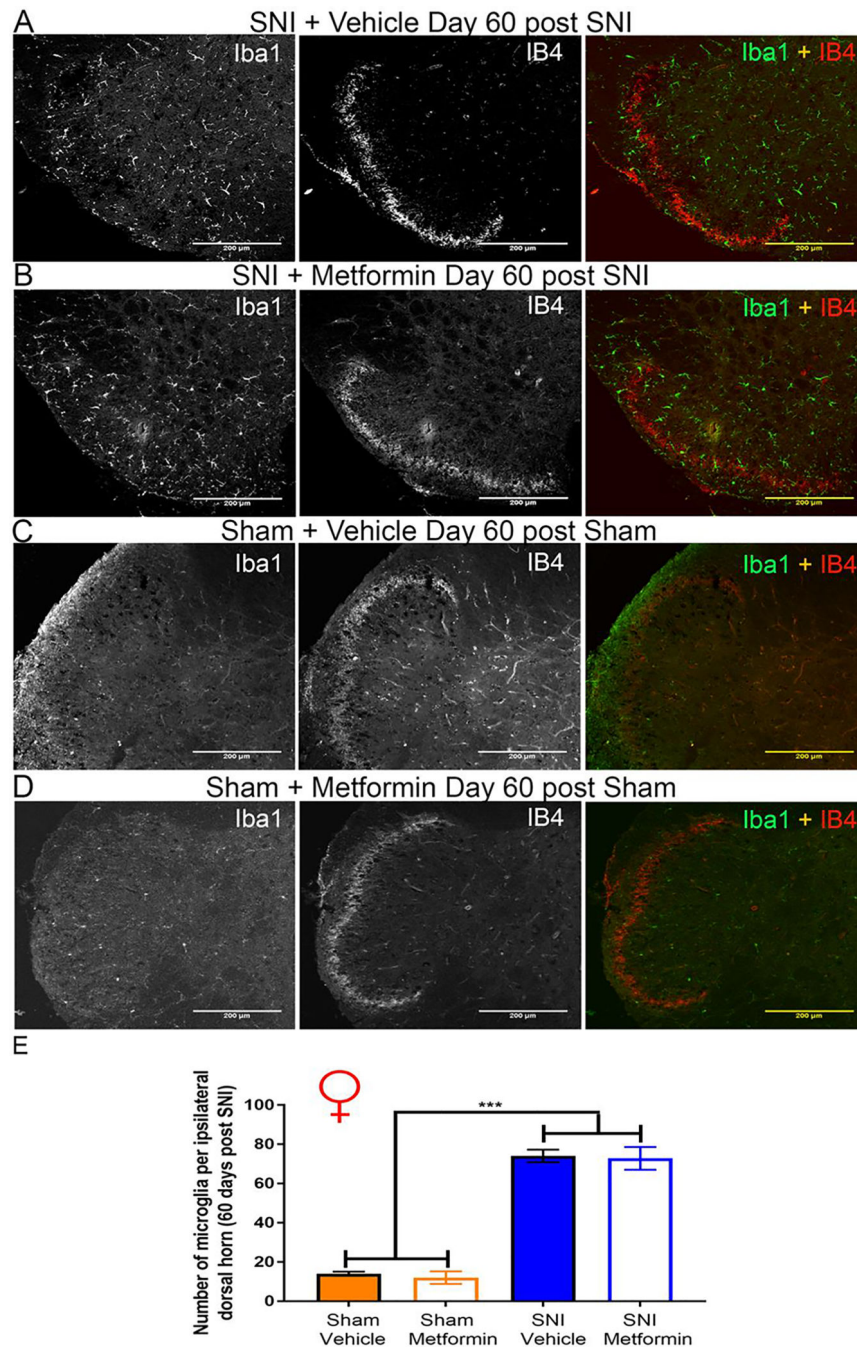 A
SNI + Vehicle Day 60 post SNI
Iba1
IB4
Iba1 + IB4
200 µm
200 µm
200 µm
B
SNI + Metformin Day 60 post SNI
Iba1
IB4
Iba1 + IB4
200 µm
200 µm
200 µm
C
Sham + Vehicle Day 60 post Sham
Iba1
IB4
Iba1 + IB4
200 µm
200 µm
200 µm
D
Sham + Metformin Day 60 post Sham
Iba1
IB4
Iba1 + IB4
200 µm
200 µm
200 µm
E
Number of microglia per ipsilateral
dorsal horn (60 days post SNI)
100
80
60
40
20
0
***
Sham
Vehicle
Sham
Metformin
SNI
Vehicle
SNI
Metformin